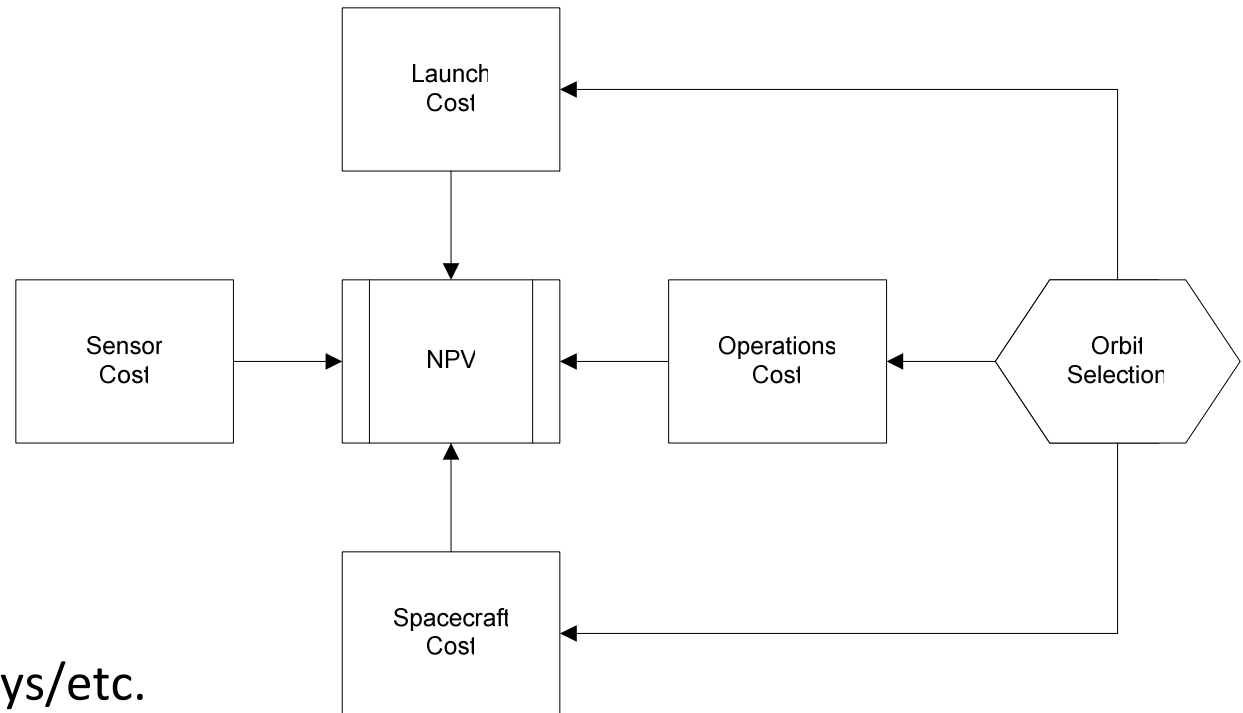 Launch
Cost
Sensor
Cost
NPV
Operations
Cost
Orbit
Selection
Spacecraft
Cost
ys/etc.